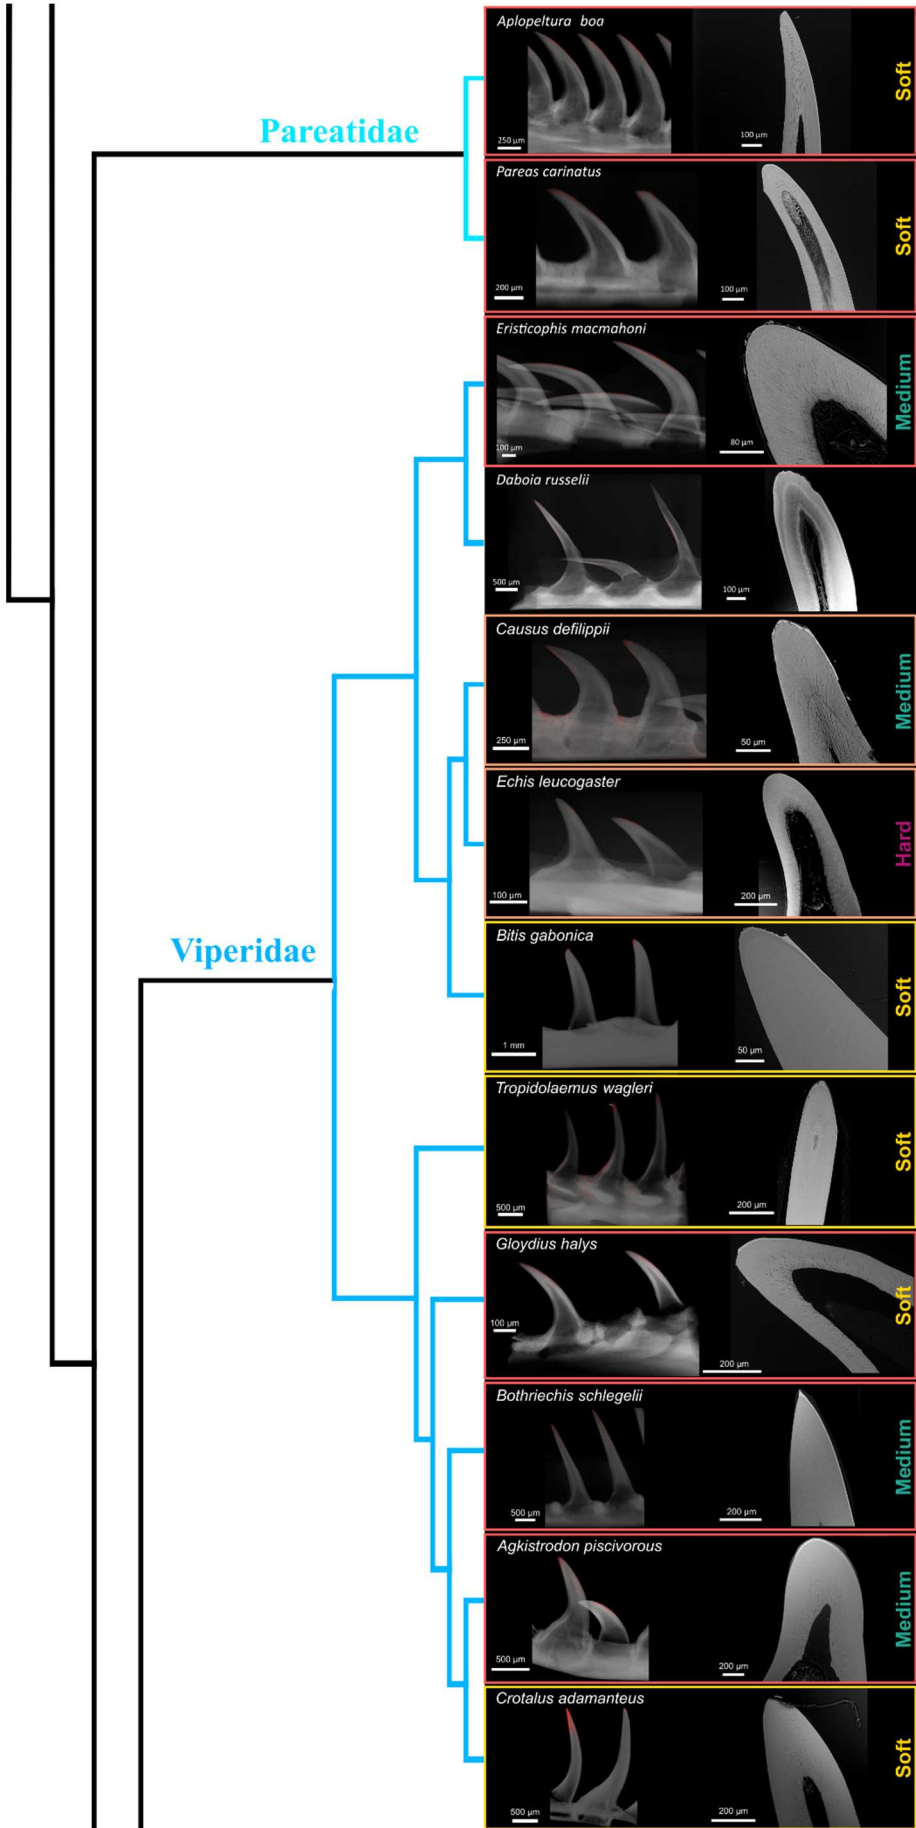 Aplopeltura boa
250 µm
100 µm
Soft
Pareatidae
Pareas carinatus
200 µm
100 µm
Soft
Eristicophis macmahoni
100 µm
80 µm
Medium
Daboia russelii
500 µm
100 µm
Causus defilippii
250 µm
50 µm
Medium
Echis leucogaster
100 µm
200 µm
Hard
Viperidae
Bitis gabonica
1 mm
50 µm
Soft
Tropidolaemus wagleri
500 µm
200 µm
Soft
Gloydius halys
100 µm
200 µm
Soft
Bothriechis schlegelii
500 µm
200 µm
Medium
Agkistrodon piscivorous
500 µm
200 µm
Medium
Crotalus adamanteus
500 µm
200 µm
Soft